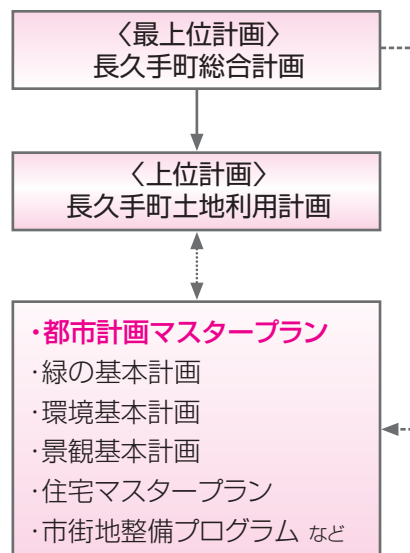 〈最上位計画〉
長久手町総合計画
〈上位計画〉
長久手町土地利用計画
・都市計画マスタープラン
・緑の基本計画
・環境基本計画
・景観基本計画
・住宅マスタープラン
・市街地整備プログラム など